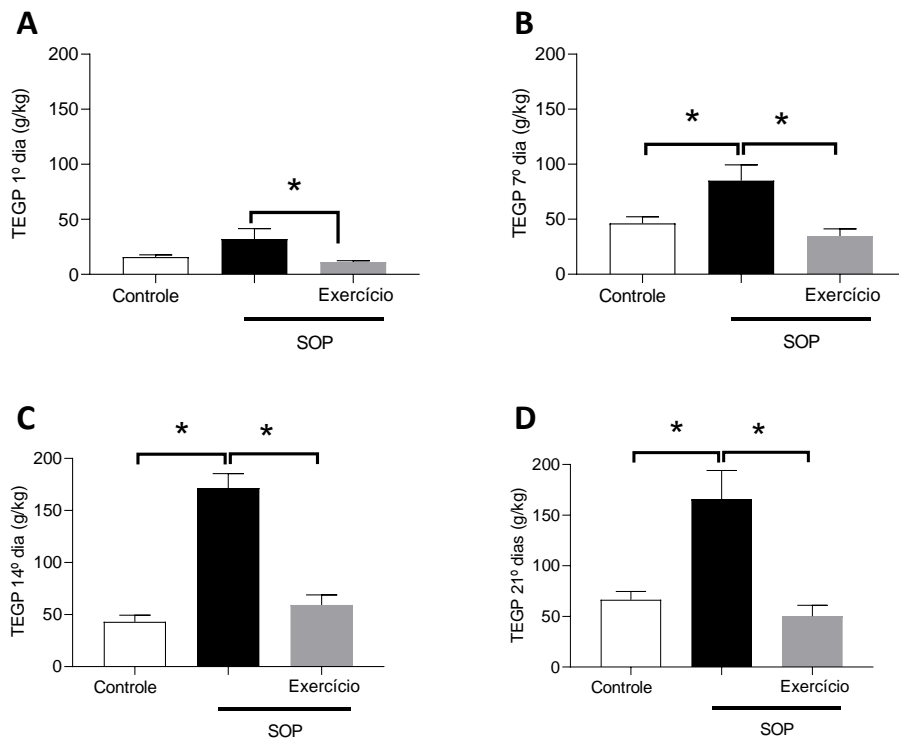 A
TEGP 1º dia (g/kg)
200
150
100
50
0
*
Controle
Exercício
SOP
B
TEGP 7º dia (g/kg)
200
150
100
50
0
*
*
Controle
Exercício
SOP
C
TEGP 14º dia (g/kg)
200
150
100
50
0
*
*
Controle
Exercício
SOP
D
TEGP 21º dias (g/kg)
200
150
100
50
0
*
*
Controle
Exercício
SOP